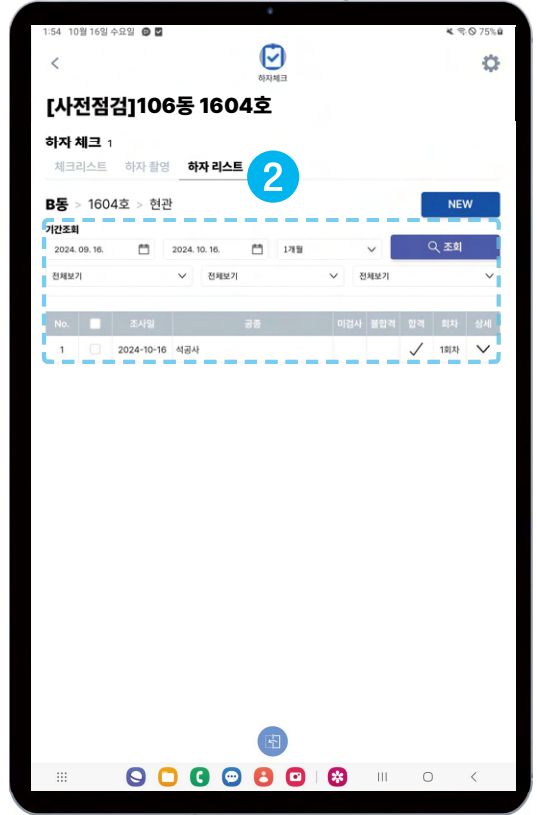 1:54 10월 16일 수요일
75%
하자체크
[사전점검]106동 1604호
하자 체크 1
체크리스트 하자 촬영 하자 리스트
2
B동 > 1604호 > 현관
NEW
기간조회
2024. 09. 16. 2024. 10. 16. 1개월 조회
전체보기 전체보기 전체보기
No. 조사일 공종 미검사 불합격 합격 회차 상세
1 2024-10-16 석공사 1회차